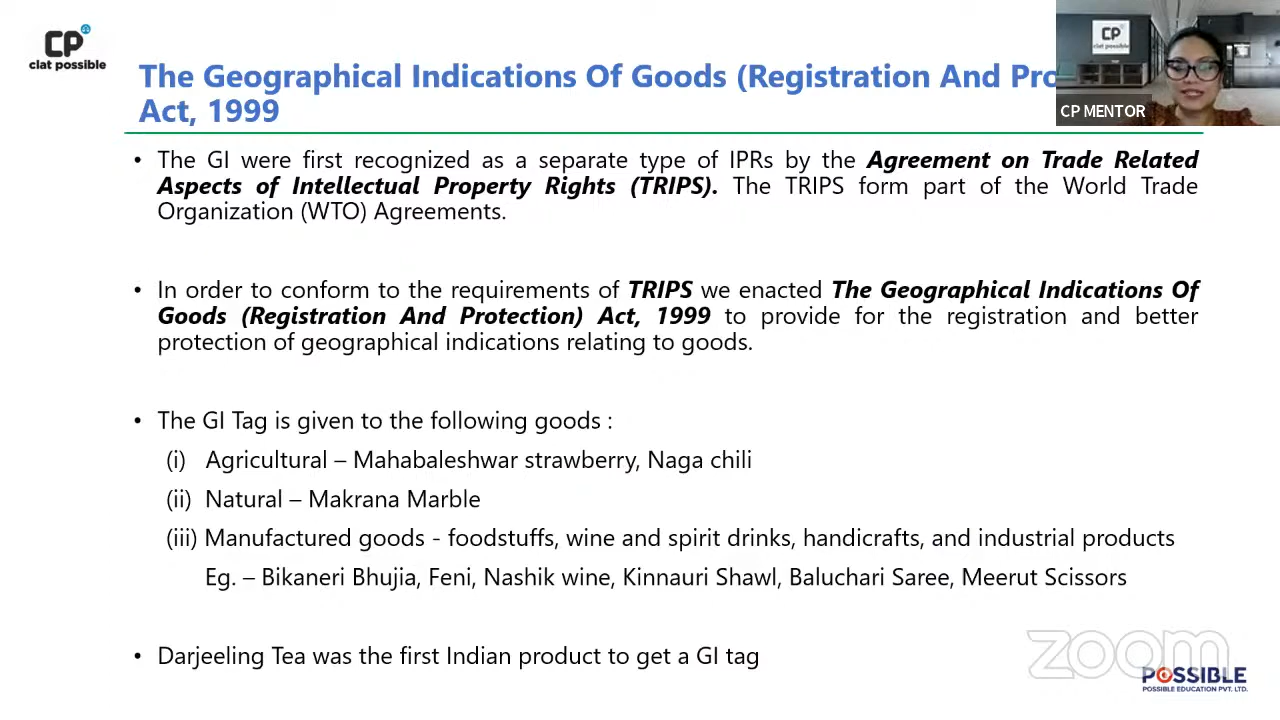 CP
clat possible
The Geographical Indications Of Goods (Registration And Pro
Act, 1999
CP
clat possible
CP MENTOR
• The GI were first recognized as a separate type of IPRs by the Agreement on Trade Related
Aspects of Intellectual Property Rights (TRIPS). The TRIPS form part of the World Trade
Organization (WTO) Agreements.
• In order to conform to the requirements of TRIPS we enacted The Geographical Indications Of
Goods (Registration And Protection) Act, 1999 to provide for the registration and better
protection of geographical indications relating to goods.
• The GI Tag is given to the following goods :
(i) Agricultural – Mahabaleshwar strawberry, Naga chili
(ii) Natural – Makrana Marble
(iii) Manufactured goods - foodstuffs, wine and spirit drinks, handicrafts, and industrial products
Eg. – Bikaneri Bhujia, Feni, Nashik wine, Kinnauri Shawl, Baluchari Saree, Meerut Scissors
• Darjeeling Tea was the first Indian product to get a GI tag
zoom
POSSIBLE
POSSIBLE EDUCATION PVT. LTD.